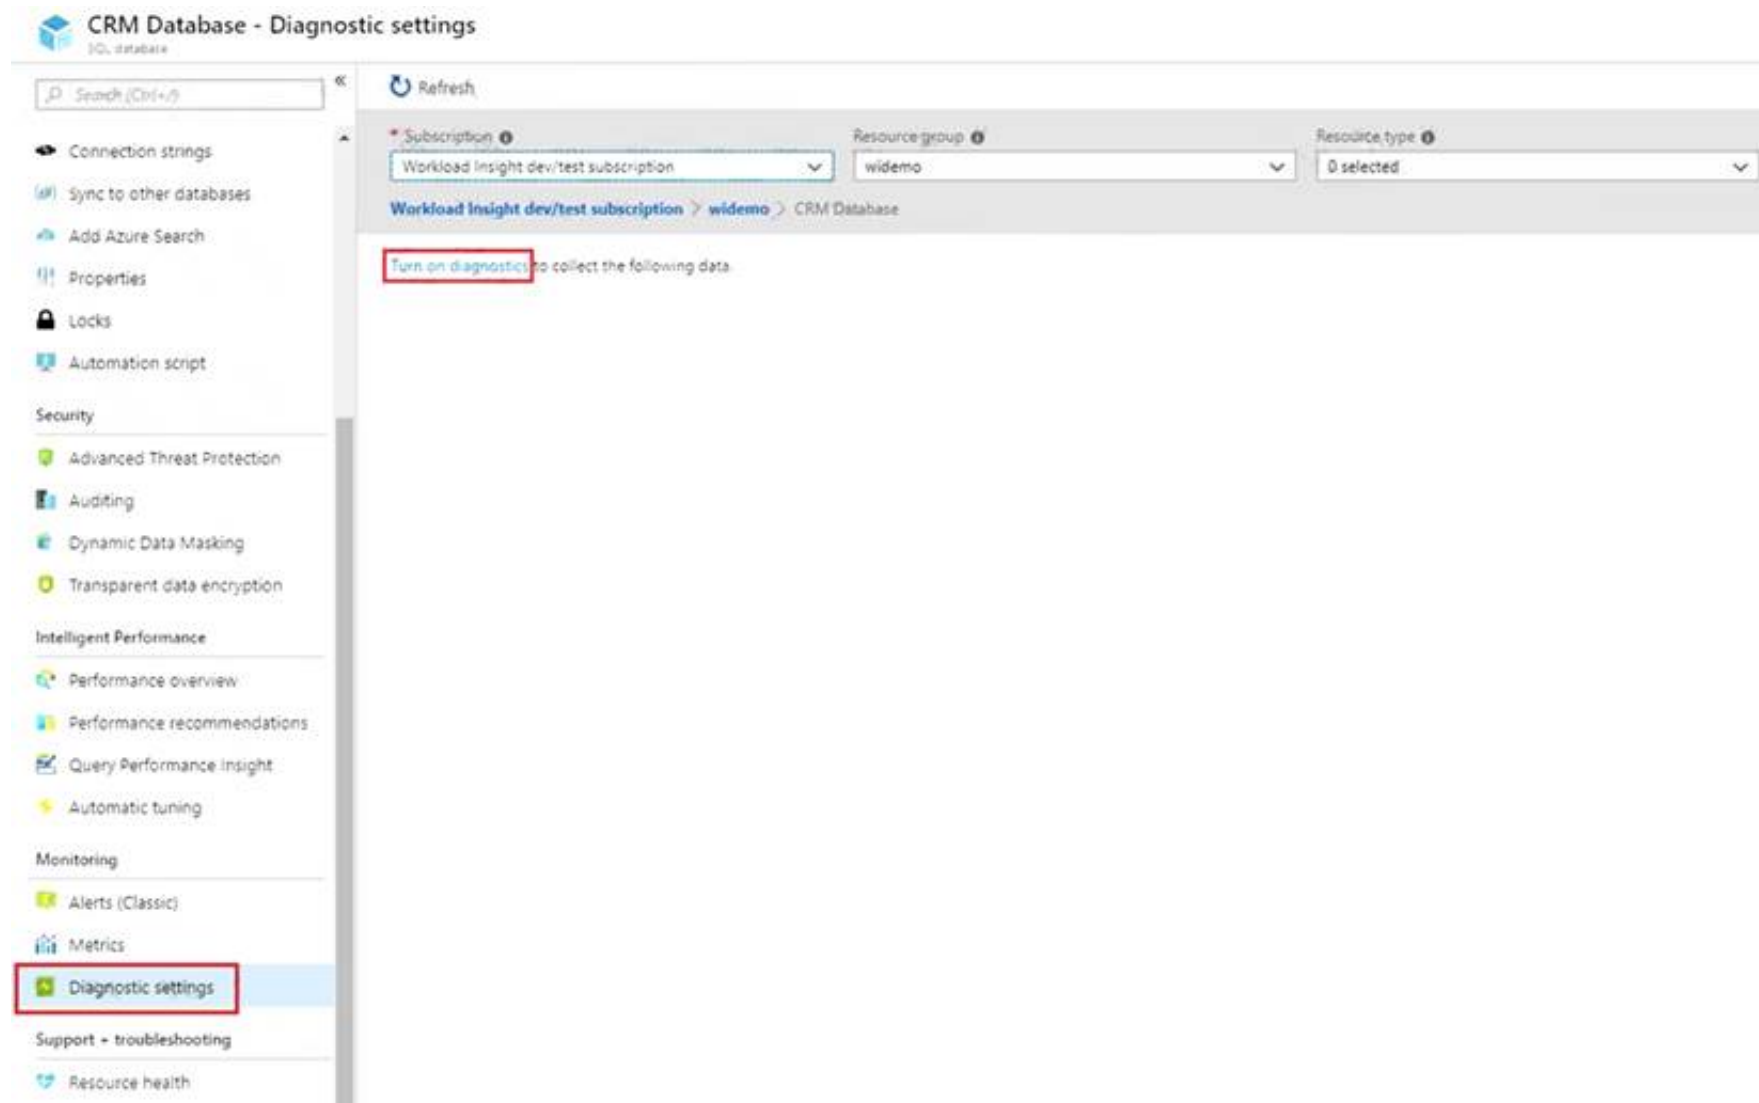 CRM Database - Diagnostic settings
SQL database
Search (Ctrl+/)
«
Connection strings
Sync to other databases
Add Azure Search
Properties
Locks
Automation script
Security
Advanced Threat Protection
Auditing
Dynamic Data Masking
Transparent data encryption
Intelligent Performance
Performance overview
Performance recommendations
Query Performance Insight
Automatic tuning
Monitoring
Alerts (Classic)
Metrics
Diagnostic settings
Support + troubleshooting
Resource health
Refresh
* Subscription
Workload Insight dev/test subscription
Resource group
widemo
Resource type
0 selected
Workload Insight dev/test subscription > widemo > CRM Database
Turn on diagnostics to collect the following data.